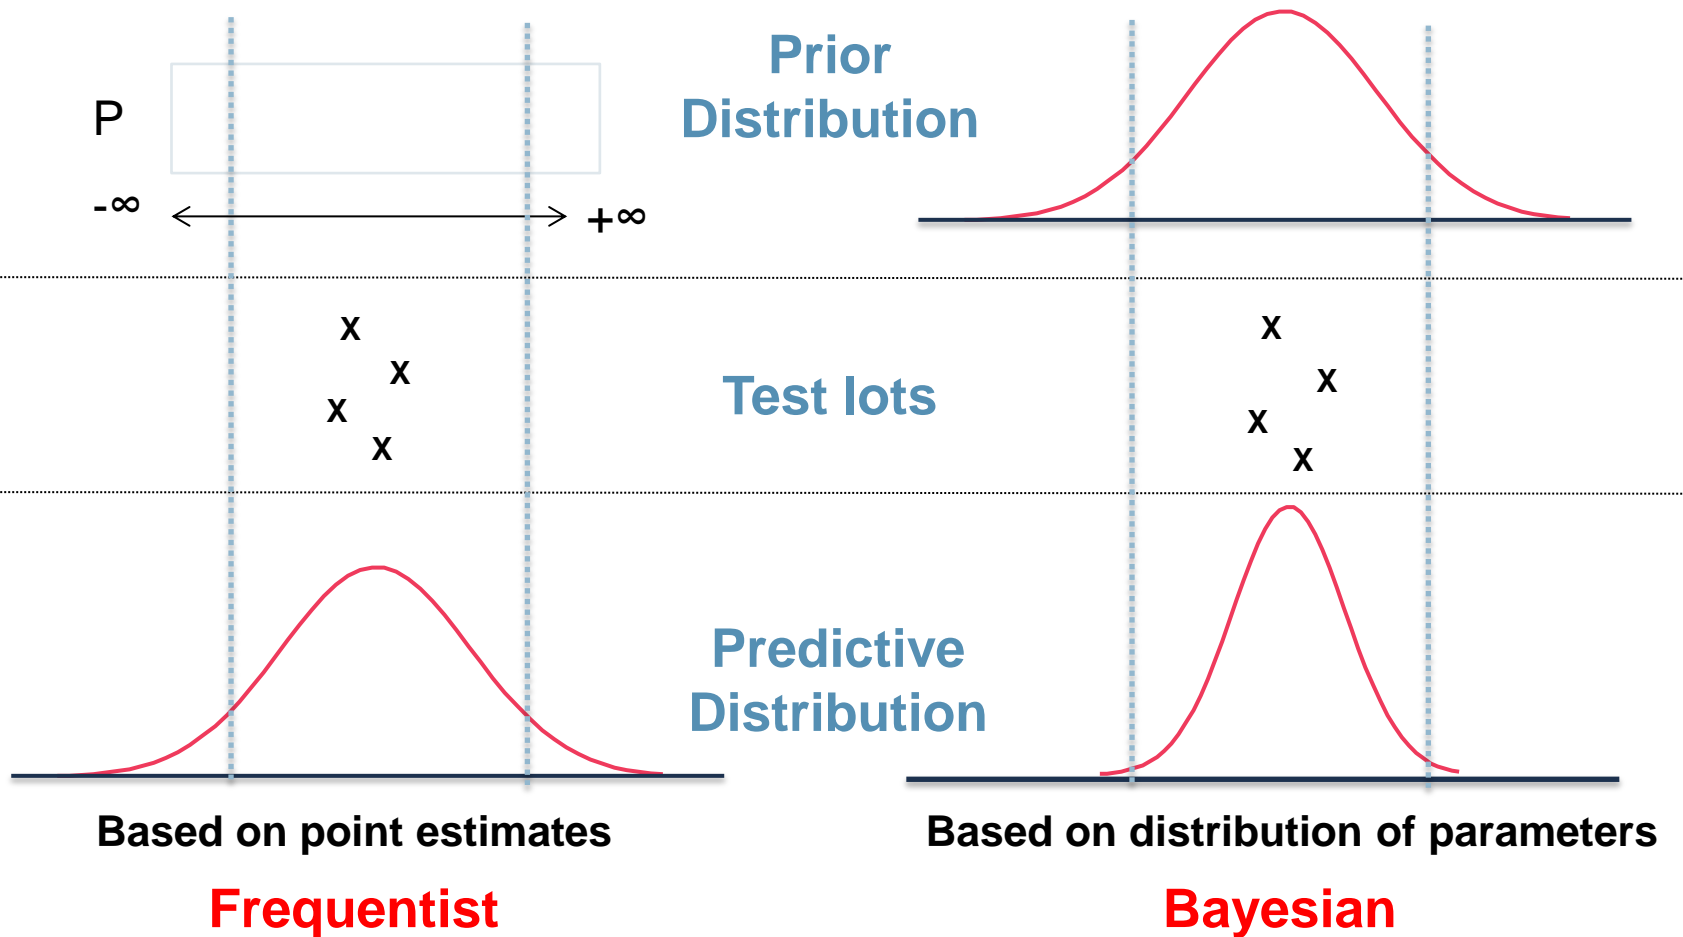 Prior
Distribution
P
-∞
+∞
x
x
x
x
Test lots
x
x
x
x
Predictive
Distribution
Based on point estimates
Based on distribution of parameters
Frequentist
Bayesian